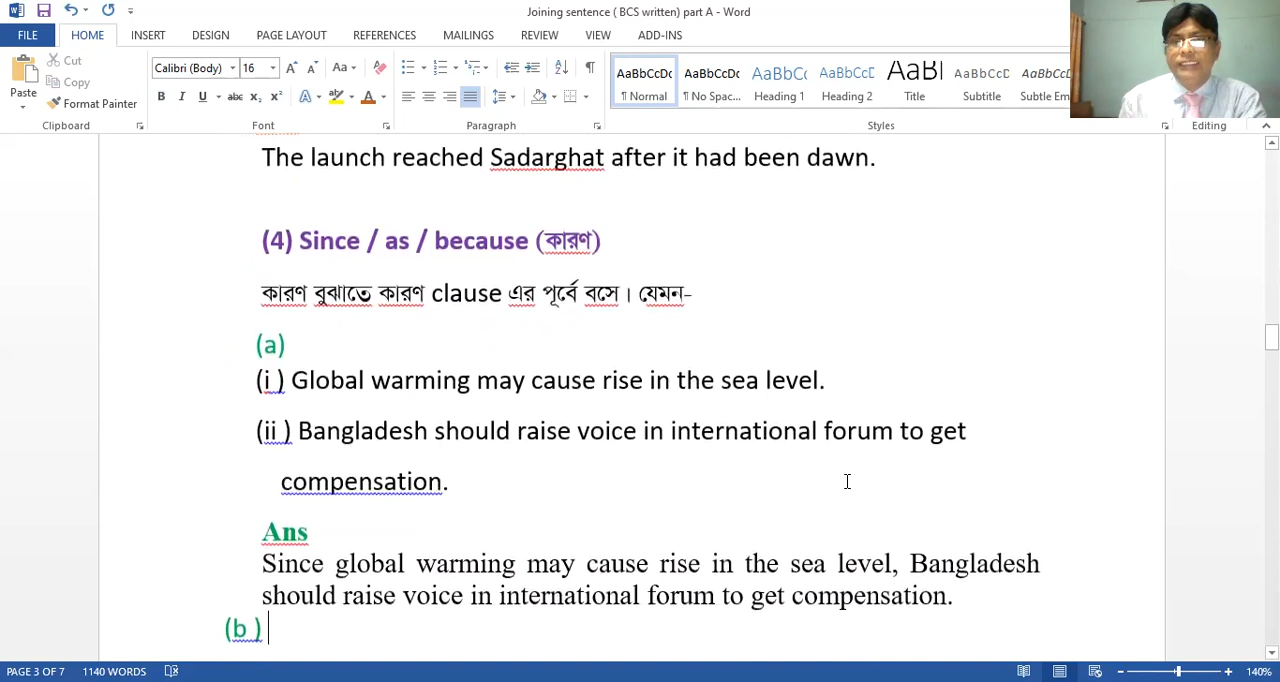 Joining sentence ( BCS written) part A - Word
FILE HOME INSERT DESIGN PAGE LAYOUT REFERENCES MAILINGS REVIEW VIEW ADD-INS
Cut
Calibri (Body) 16 Aa
AaBbCcDc AaBbCcDc AaBbCc AaBbCcC AaBl AaBbCcD AaBbCcD
Copy
Paste
Format Painter
B I U abc x₂ x² A A
¶ Normal ¶ No Spac... Heading 1 Heading 2 Title Subtitle Subtle Em
Clipboard Font Paragraph Styles Editing
The launch reached Sadarghat after it had been dawn.
(4) Since / as / because (কারণ)
কারণ বুঝাতে কারণ clause এর পূর্বে বসে। যেমন-
(a)
(i ) Global warming may cause rise in the sea level.
(ii ) Bangladesh should raise voice in international forum to get
compensation.
Ans
Since global warming may cause rise in the sea level, Bangladesh
should raise voice in international forum to get compensation.
(b )
PAGE 3 OF 7 1140 WORDS 140%